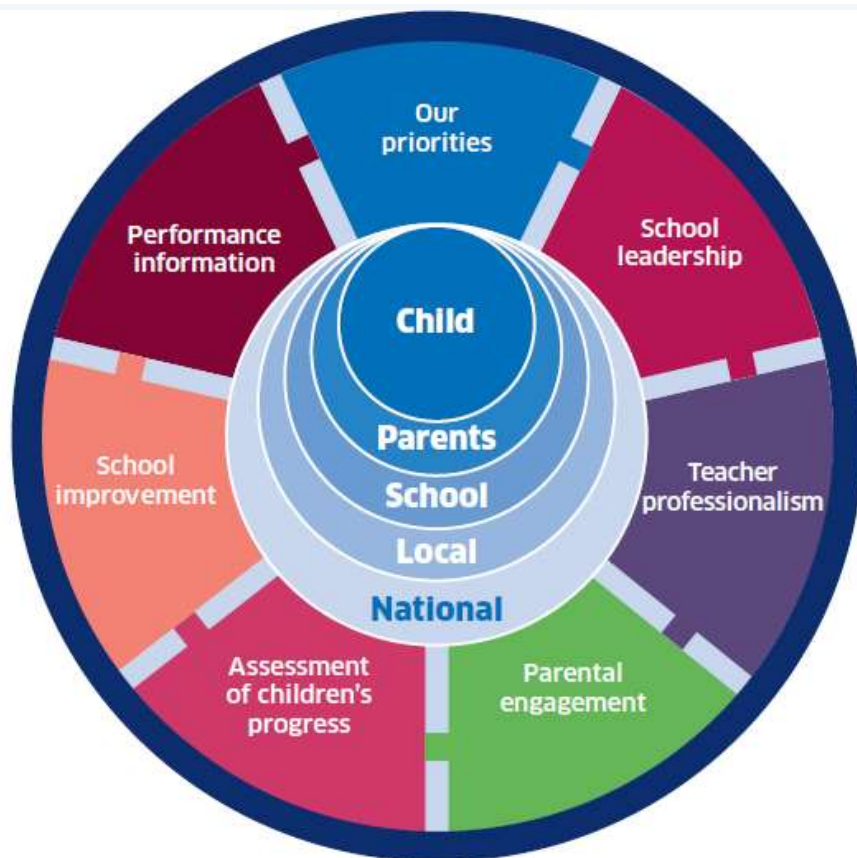 Our
priorities
School
leadership
Teacher
professionalism
Parental
engagement
Assessment
of children's
progress
School
improvement
Performance
information
Child
Parents
School
Local
National